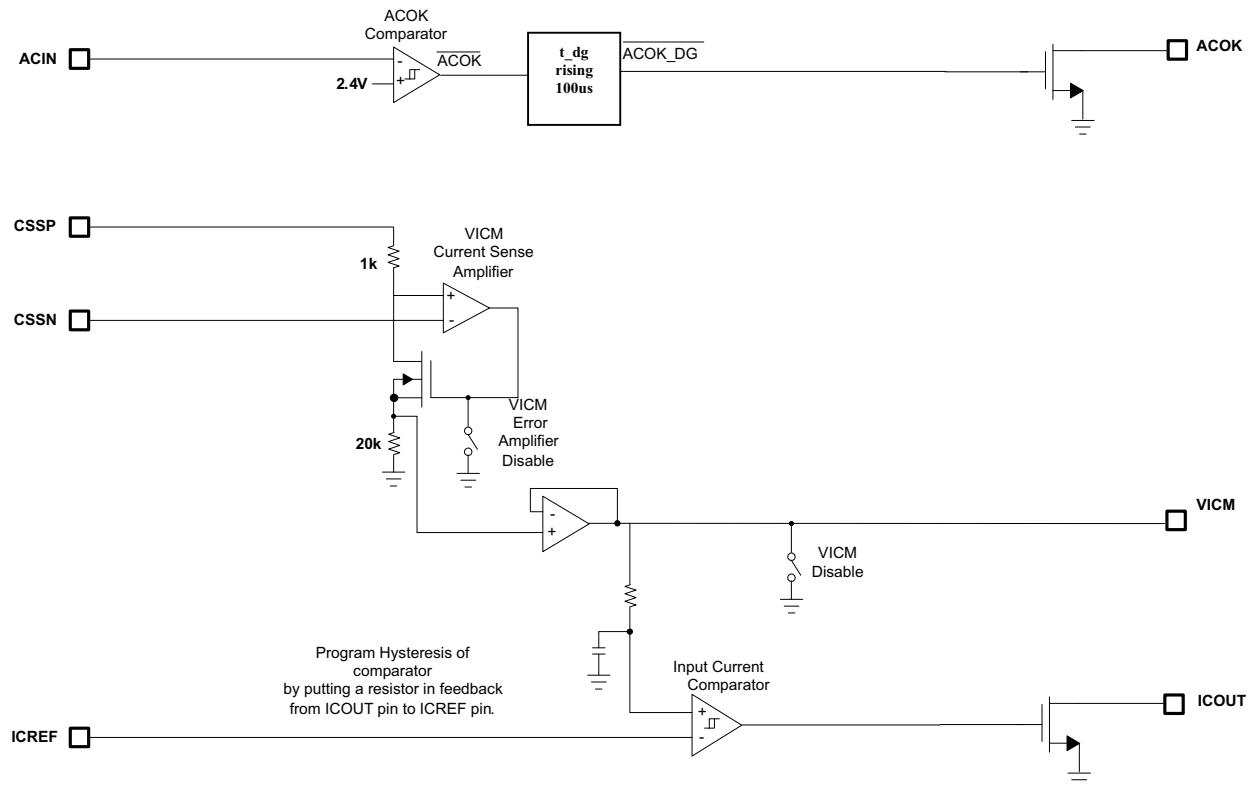 ACOK
Comparator
ACIN
-
+
2.4V
ACOK
t_dg
rising
100us
ACOK_DG
ACOK
CSSP
1k
VICM
Current Sense
Amplifier
+
-
CSSN
VICM
Error
Amplifier
Disable
20k
-
+
VICM
VICM
Disable
Program Hysteresis of
comparator
by putting a resistor in feedback
from ICOUT pin to ICREF pin.
Input Current
Comparator
+
-
ICOUT
ICREF